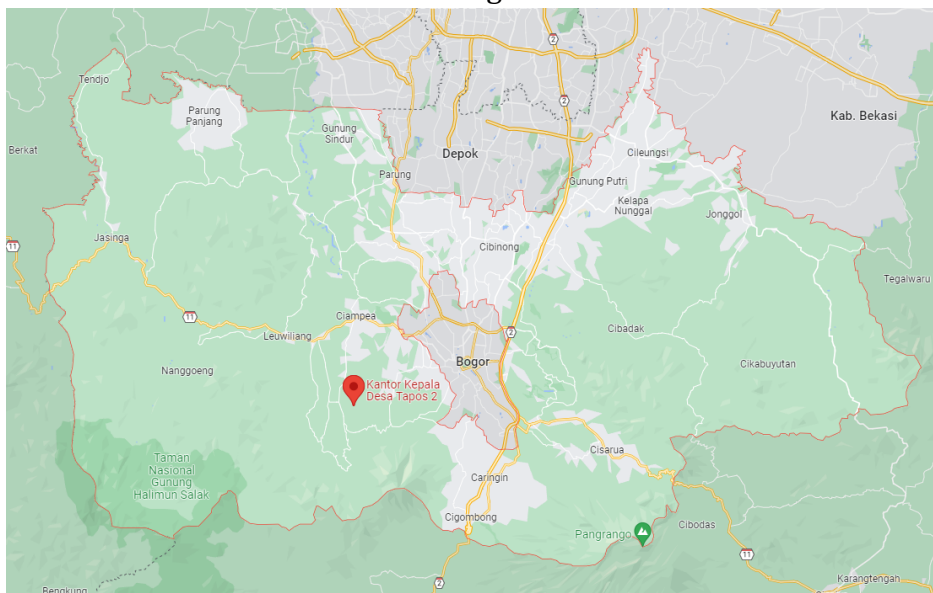 2
2
Tendjo
Parung
Panjang
Kab. Bekasi
Gunung
Sindur
Berkat
Depok
Cileungsi
Parung
Gunung Putri
Kelapa
Nunggal
Jonggol
Jasinga
Cibinong
11
Tegalwaru
11
Ciampea
Leuwiliang
2
Cibadak
Bogor
Cikabuyutan
Nanggoeng
Kantor Kepala
Desa Tapos 2
Taman
Nasional
Gunung
Halimun Salak
Cisarua
Caringin
Cigombong
Pangrango
Cibodas
11
2
Karangtengah